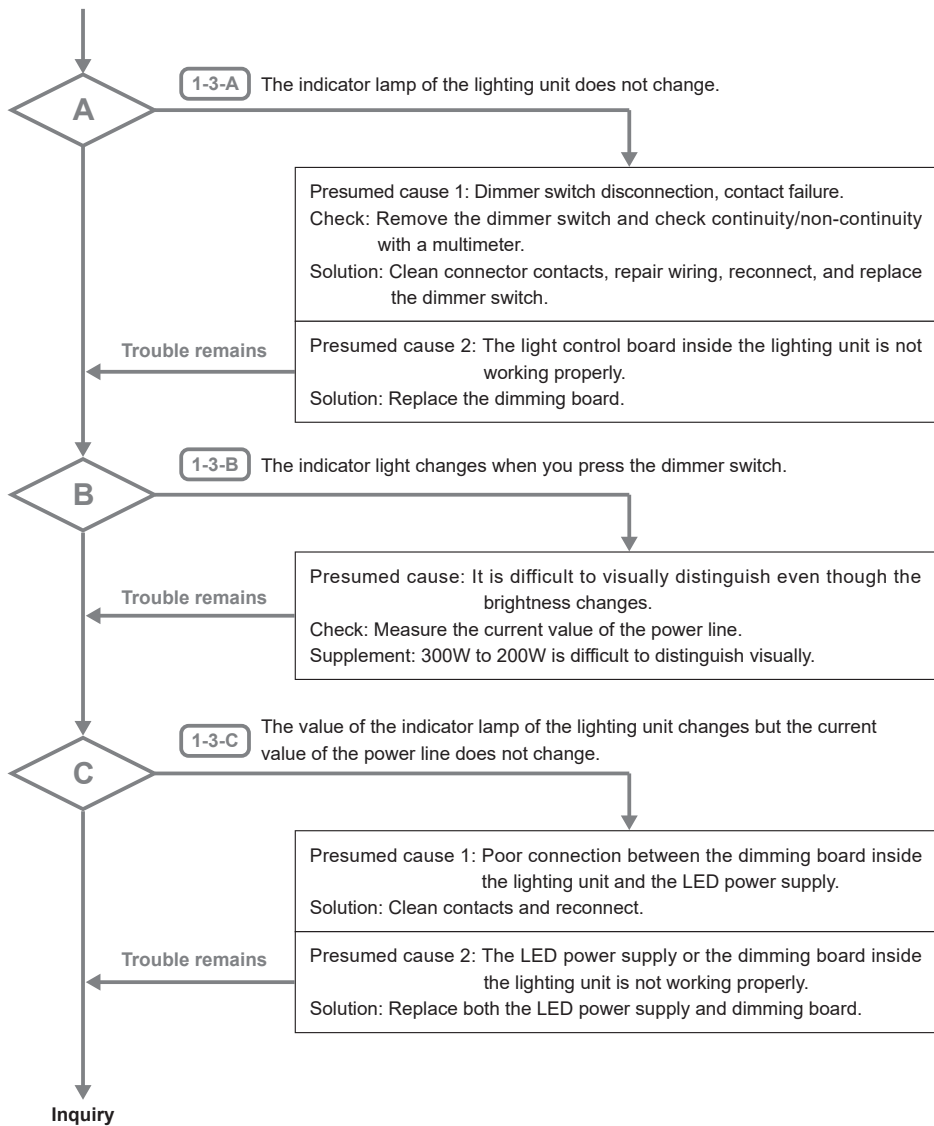 1-3-A The indicator lamp of the lighting unit does not change.
A
Presumed cause 1: Dimmer switch disconnection, contact failure.
Check: Remove the dimmer switch and check continuity/non-continuity
with a multimeter.
Solution: Clean connector contacts, repair wiring, reconnect, and replace
the dimmer switch.
Trouble remains
Presumed cause 2: The light control board inside the lighting unit is not
working properly.
Solution: Replace the dimming board.
1-3-B The indicator light changes when you press the dimmer switch.
B
Presumed cause: It is difficult to visually distinguish even though the
brightness changes.
Trouble remains
Check: Measure the current value of the power line.
Supplement: 300W to 200W is difficult to distinguish visually.
1-3-C The value of the indicator lamp of the lighting unit changes but the current
value of the power line does not change.
C
Presumed cause 1: Poor connection between the dimming board inside
the lighting unit and the LED power supply.
Solution: Clean contacts and reconnect.
Trouble remains
Presumed cause 2: The LED power supply or the dimming board inside
the lighting unit is not working properly.
Solution: Replace both the LED power supply and dimming board.
Inquiry